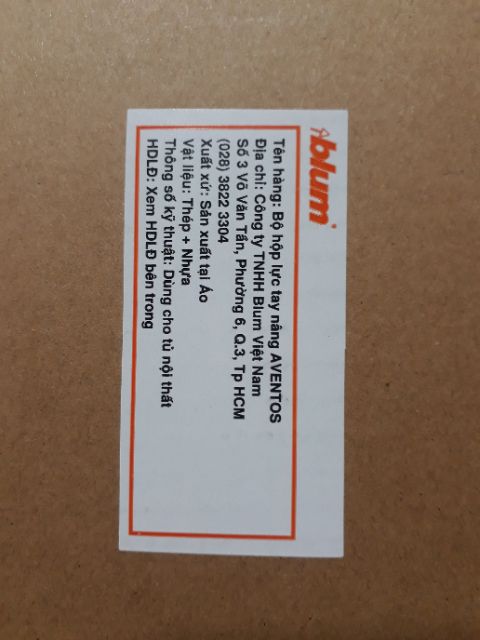 blum
Tên hàng: Bộ hộp lực tay nâng AVENTOS
Địa chỉ: Công ty TNHH Blum Việt Nam
Số 3 Võ Văn Tần, Phường 6, Q.3, Tp HCM
(028) 3822 3304
Xuất xứ: Sản xuất tại Áo
Vật liệu: Thép + Nhựa
Thông số kỹ thuật: Dùng cho tủ nội thất
HDLĐ: Xem HDLĐ bên trong